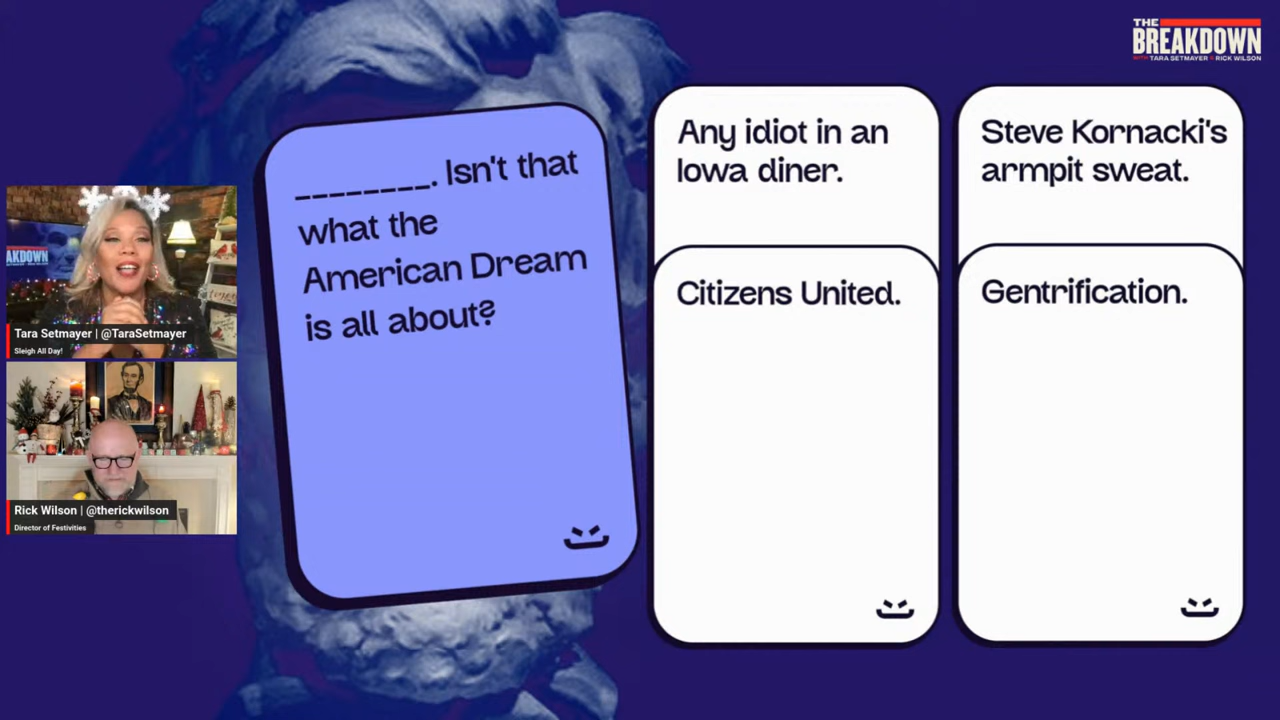 THE
BREAKDOWN
WITH TARA SETMAYER & RICK WILSON
________. Isn't that
what the
American Dream
is all about?
Any idiot in an
Iowa diner.
Citizens United.
Steve Kornacki's
armpit sweat.
Gentrification.
AKDOWN
Tara Setmayer | @TaraSetmayer
Sleigh All Day!
Rick Wilson | @therickwilson
Director of Festivities